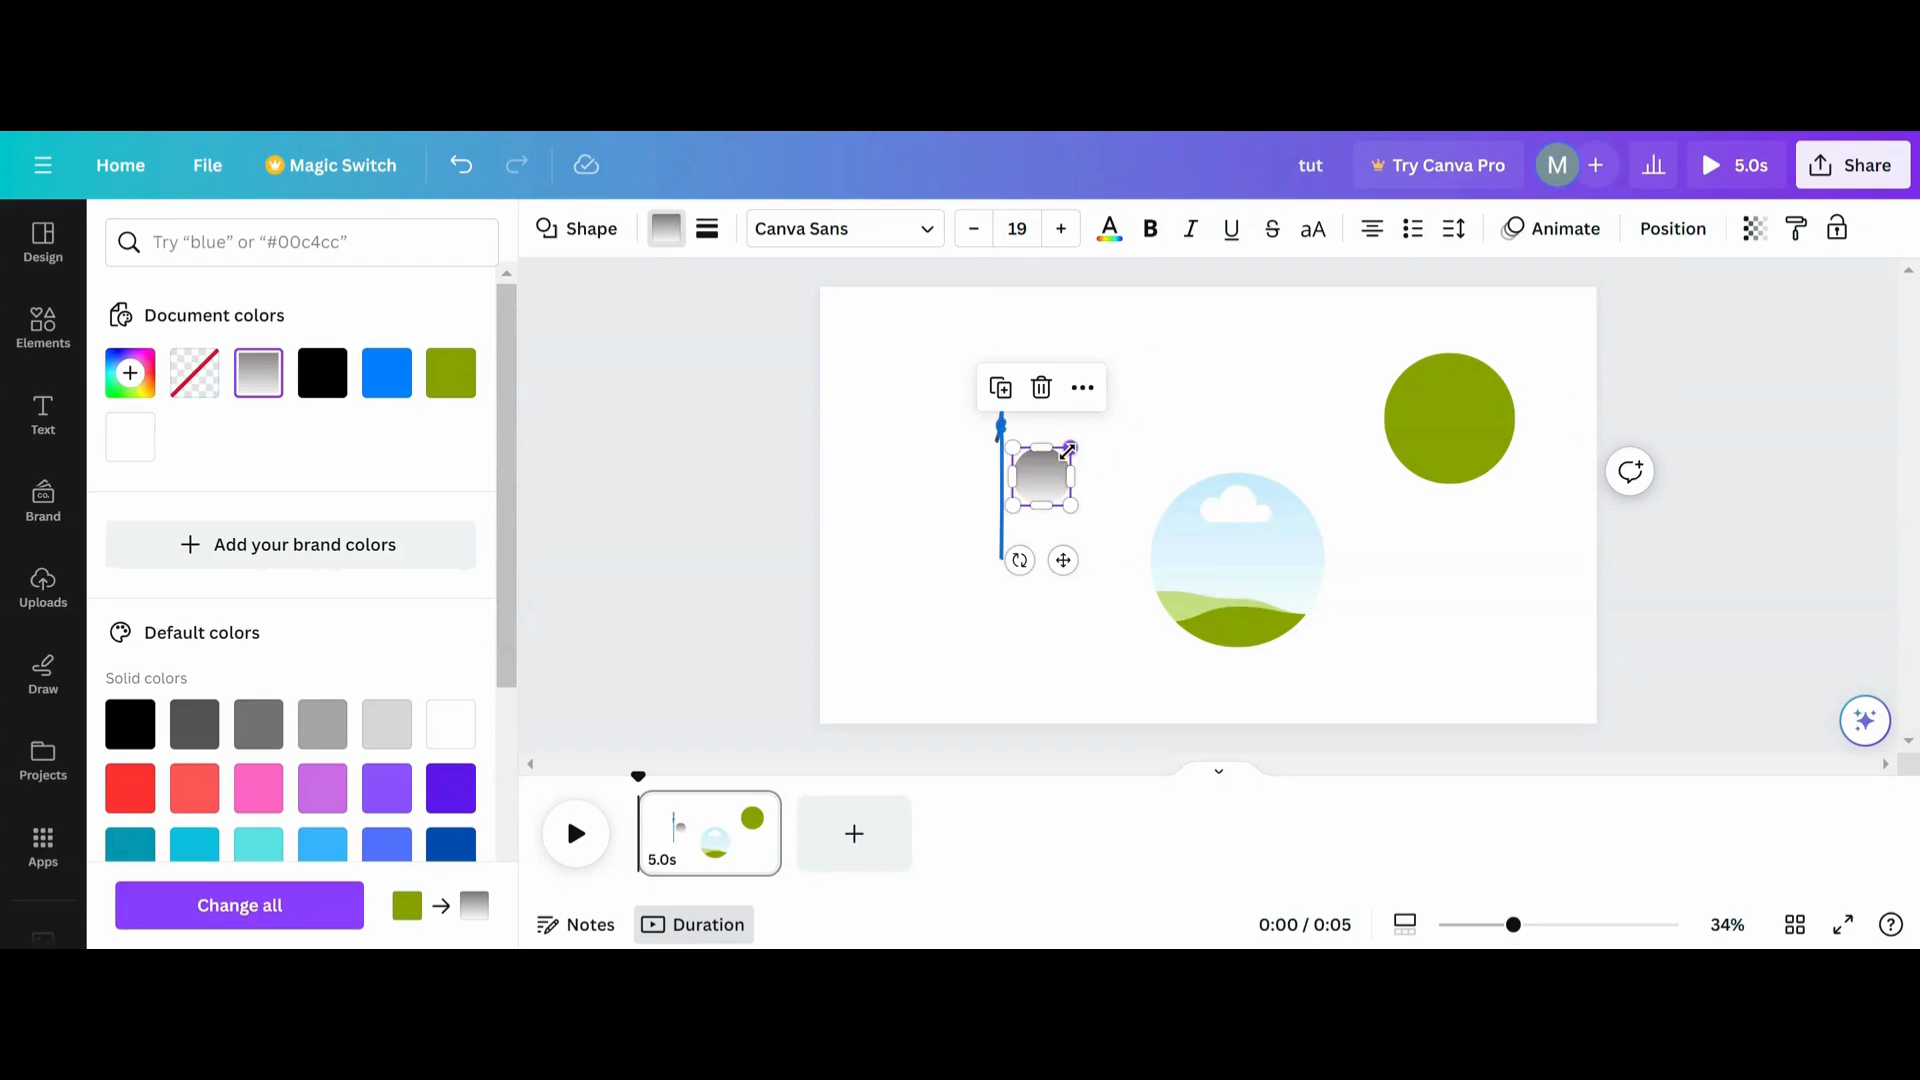 Home File Magic Switch tut Try Canva Pro M 5.0s Share
Shape Canva Sans 19 A B I U S aA Animate Position
Try “blue” or “#00c4cc”
Document colors
Add your brand colors
Default colors
Solid colors
Change all
Design
Elements
Text
CO.
Brand
Uploads
Draw
Projects
Apps
5.0s
Notes Duration 0:00 / 0:05 34%